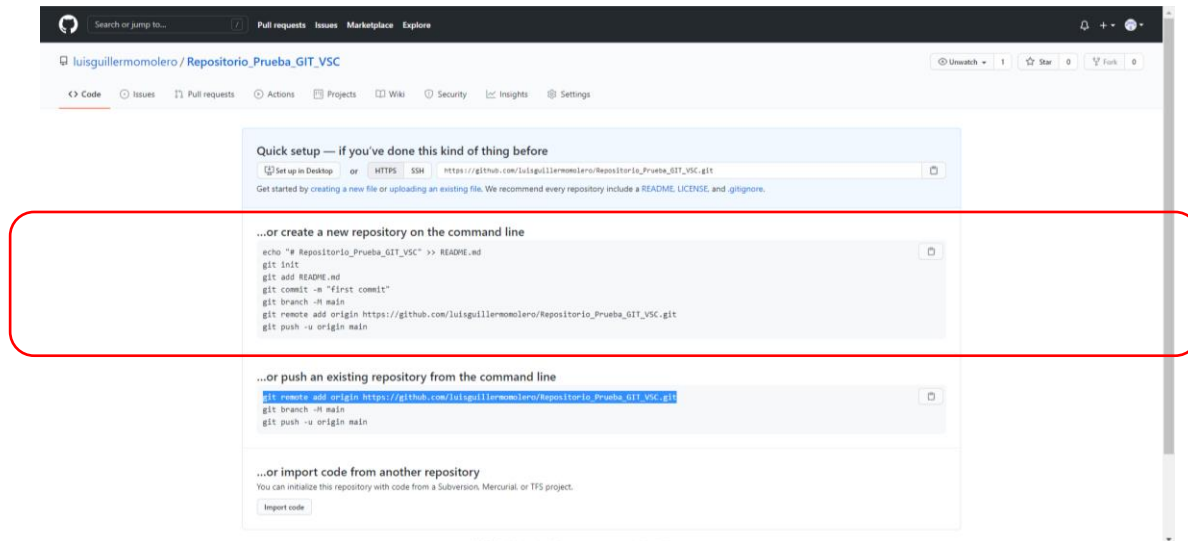 Search or jump to... /
Pull requests Issues Marketplace Explore
luisguillermomolero / Repositorio_Prueba_GIT_VSC
Unwatch 1 Star 0 Fork 0
Code Issues Pull requests Actions Projects Wiki Security Insights Settings
Quick setup — if you've done this kind of thing before
Set up in Desktop or HTTPS SSH https://github.com/luisguillermomolero/Repositorio_Prueba_GIT_VSC.git
Get started by creating a new file or uploading an existing file. We recommend every repository include a README, LICENSE, and .gitignore.
...or create a new repository on the command line
echo "# Repositorio_Prueba_GIT_VSC" >> README.md
git init
git add README.md
git commit -m "first commit"
git branch -M main
git remote add origin https://github.com/luisguillermomolero/Repositorio_Prueba_GIT_VSC.git
git push -u origin main
...or push an existing repository from the command line
git remote add origin https://github.com/luisguillermomolero/Repositorio_Prueba_GIT_VSC.git
git branch -M main
git push -u origin main
...or import code from another repository
You can initialize this repository with code from a Subversion, Mercurial, or TFS project.
Import code